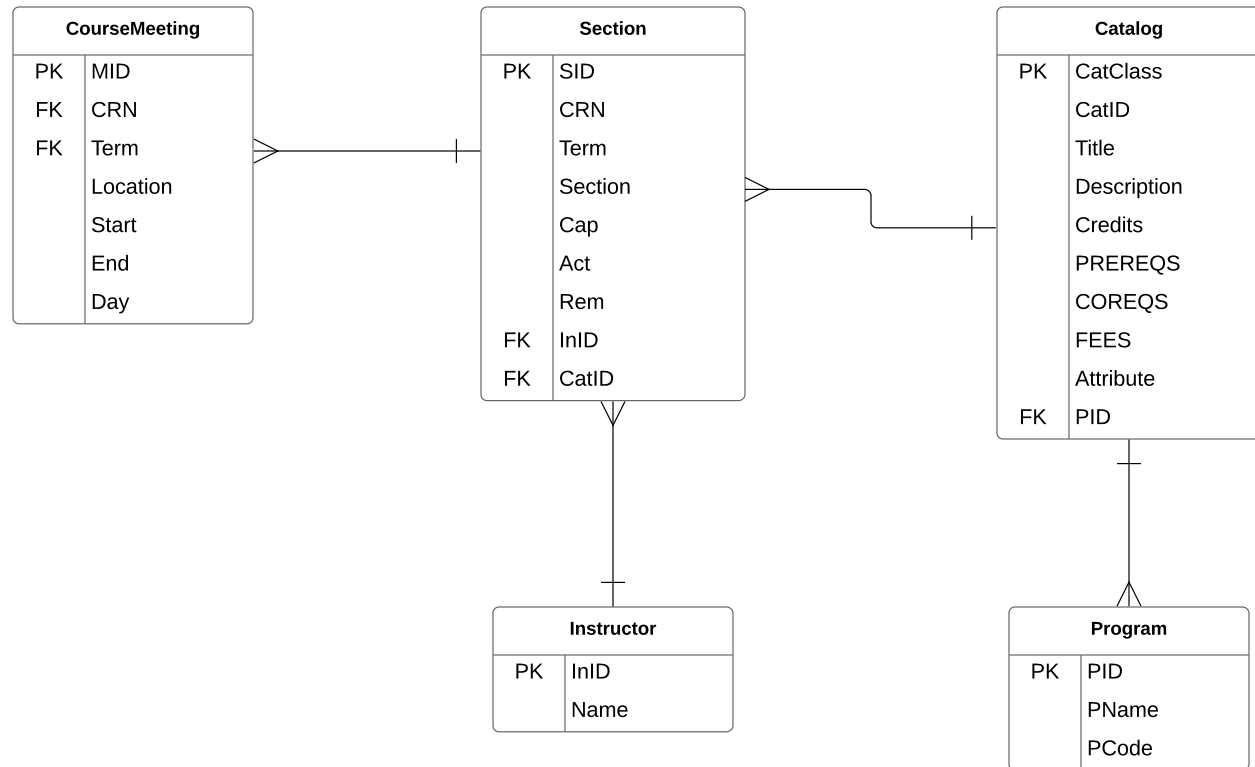 CourseMeeting
PK MID
FK CRN
FK Term
Location
Start
End
Day
Section
PK SID
CRN
Term
Section
Cap
Act
Rem
FK InID
FK CatID
Catalog
PK CatClass
CatID
Title
Description
Credits
PREREQS
COREQS
FEES
Attribute
FK PID
Instructor
PK InID
Name
Program
PK PID
PName
PCode